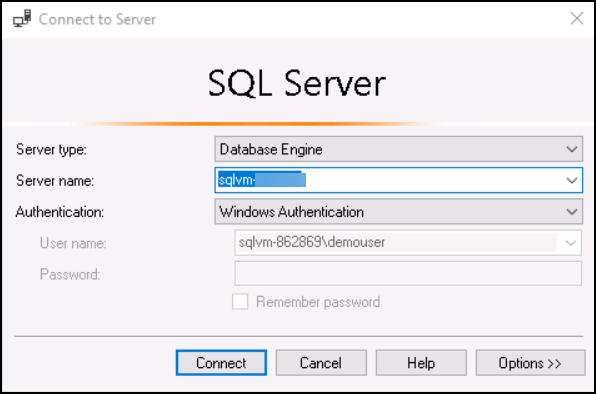 Connect to Server
SQL Server
Server type: Database Engine
Server name: sqlvm-
Authentication: Windows Authentication
User name: sqlvm-862869\demouser
Password:
Remember password
Connect Cancel Help Options >>